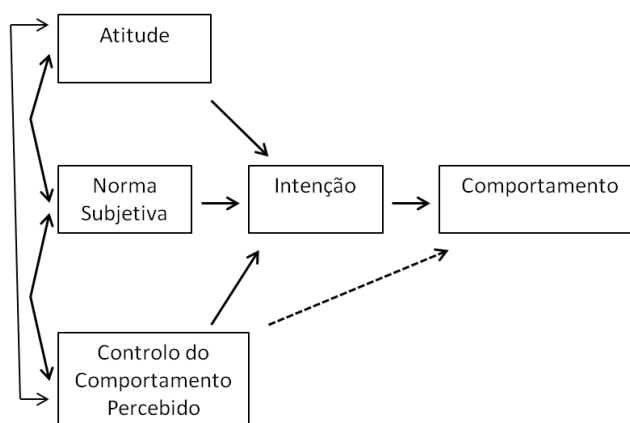 Atitude
Norma
Subjetiva
Intenção
Comportamento
Controlo do
Comportamento
Percebido